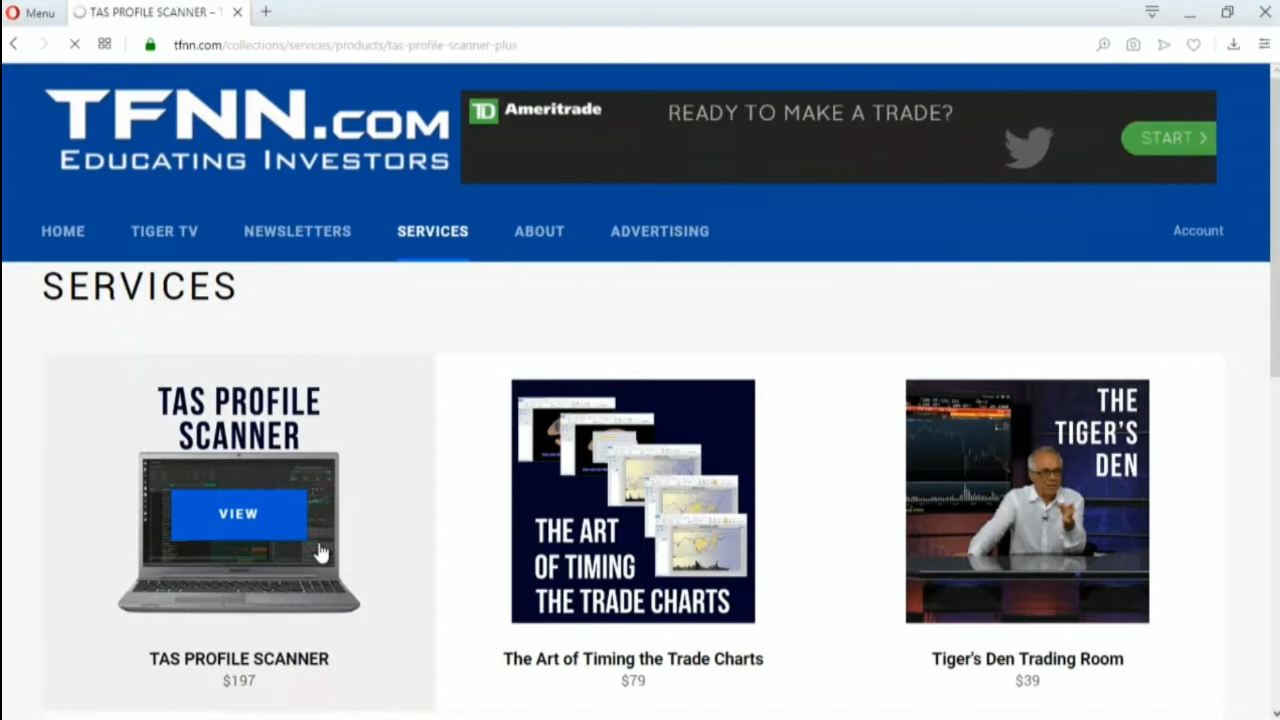 Menu
TAS PROFILE SCANNER –
tfnn.com/collections/services/products/tas-profile-scanner-plus
TFNN.COM
EDUCATING INVESTORS
TD Ameritrade
READY TO MAKE A TRADE?
START >
HOME
TIGER TV
NEWSLETTERS
SERVICES
ABOUT
ADVERTISING
Account
SERVICES
TAS PROFILE
SCANNER
VIEW
TAS PROFILE SCANNER
$197
THE ART
OF TIMING
THE TRADE CHARTS
The Art of Timing the Trade Charts
$79
THE
TIGER'S
DEN
Tiger's Den Trading Room
$39